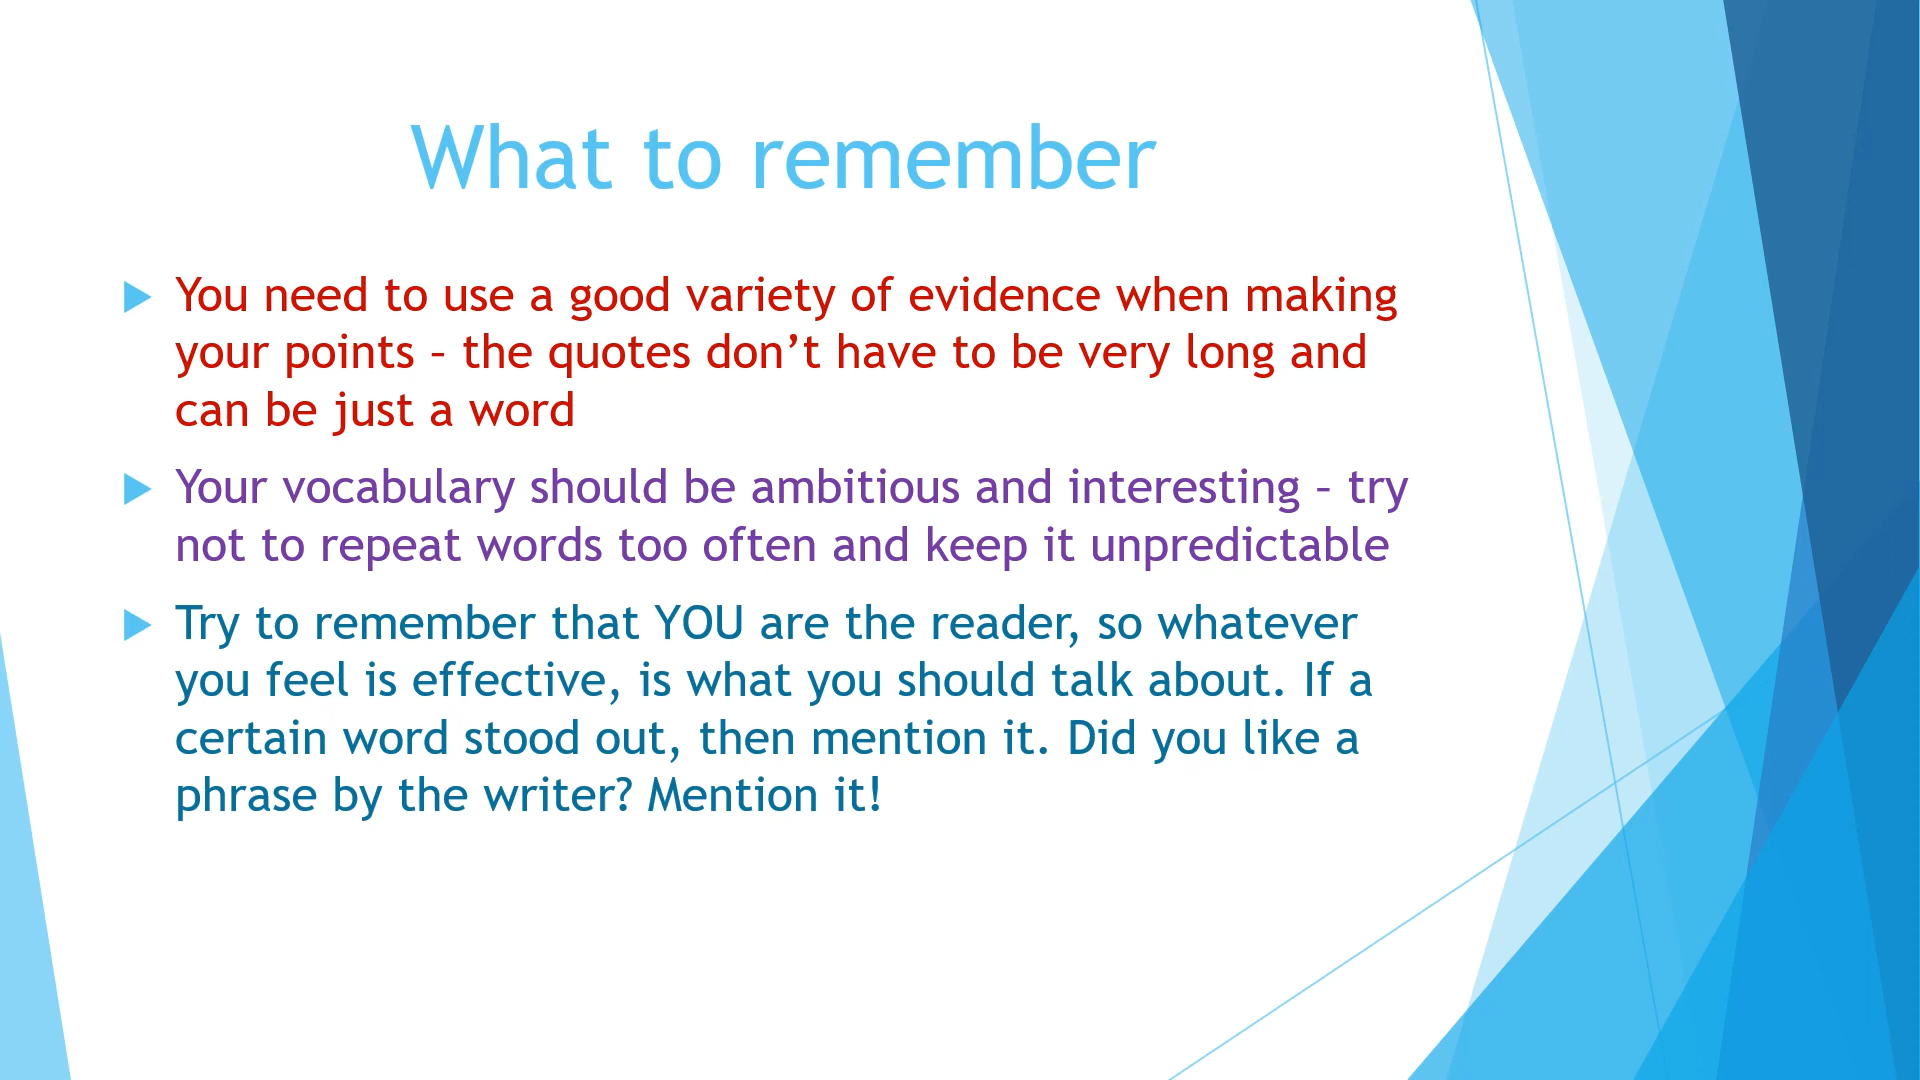 What to remember
You need to use a good variety of evidence when making
your points – the quotes don’t have to be very long and
can be just a word
Your vocabulary should be ambitious and interesting – try
not to repeat words too often and keep it unpredictable
Try to remember that YOU are the reader, so whatever
you feel is effective, is what you should talk about. If a
certain word stood out, then mention it. Did you like a
phrase by the writer? Mention it!